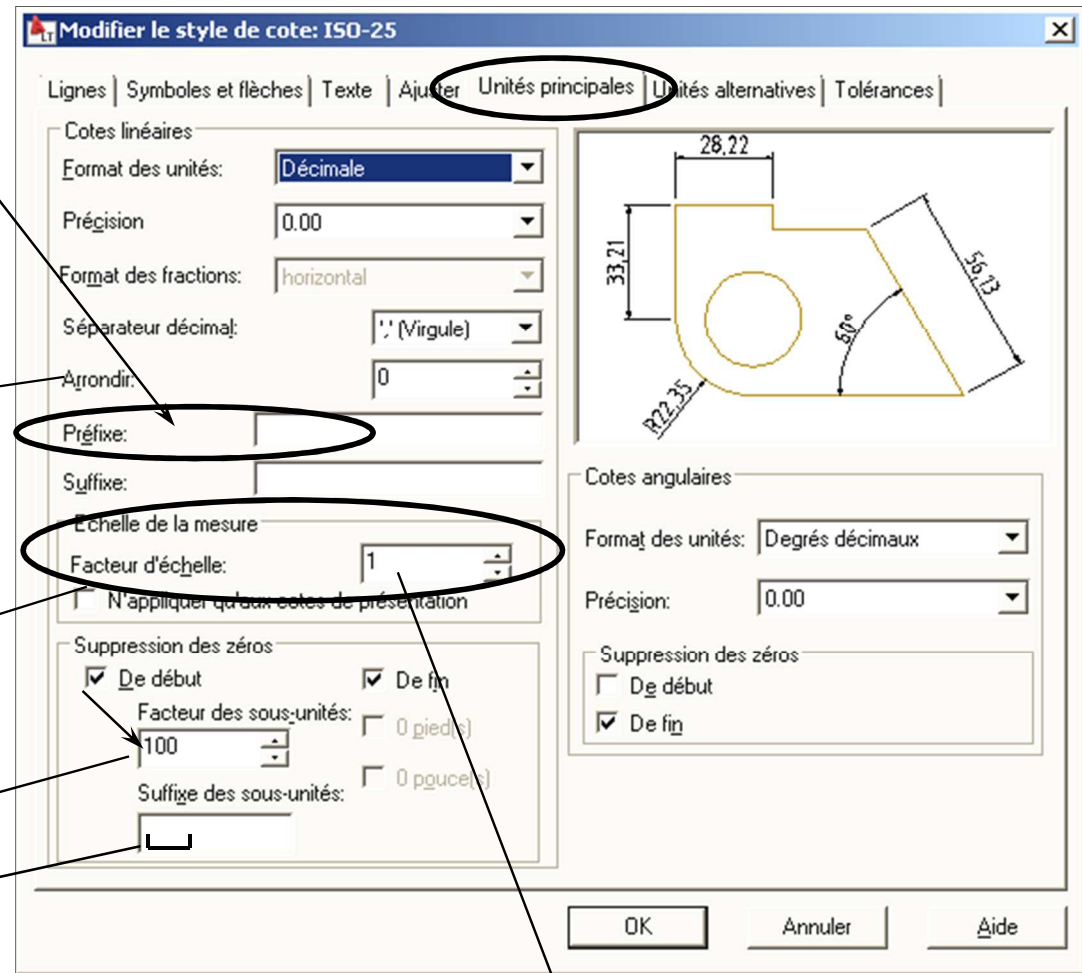 Modifier le style de cote: ISO-25
Lignes Symboles et flèches Texte Ajuster Unités principales Unités alternatives Tolérances
Cotes linéaires
Format des unités: Décimale
Précision 0.00
Format des fractions: horizontal
Séparateur décimal: ',' (Virgule)
Arrondir: 0
Préfixe:
Suffixe:
Echelle de la mesure
Facteur d'échelle: 1
N'appliquer qu'aux cotes de présentation
Suppression des zéros
De début De fin
Facteur des sous-unités: 0 pied(s)
100
0 pouce(s)
Suffixe des sous-unités:
28,22
33,21
56,13
60°
R22,35
Cotes angulaires
Format des unités: Degrés décimaux
Précision: 0.00
Suppression des zéros
De début
De fin
OK Annuler Aide